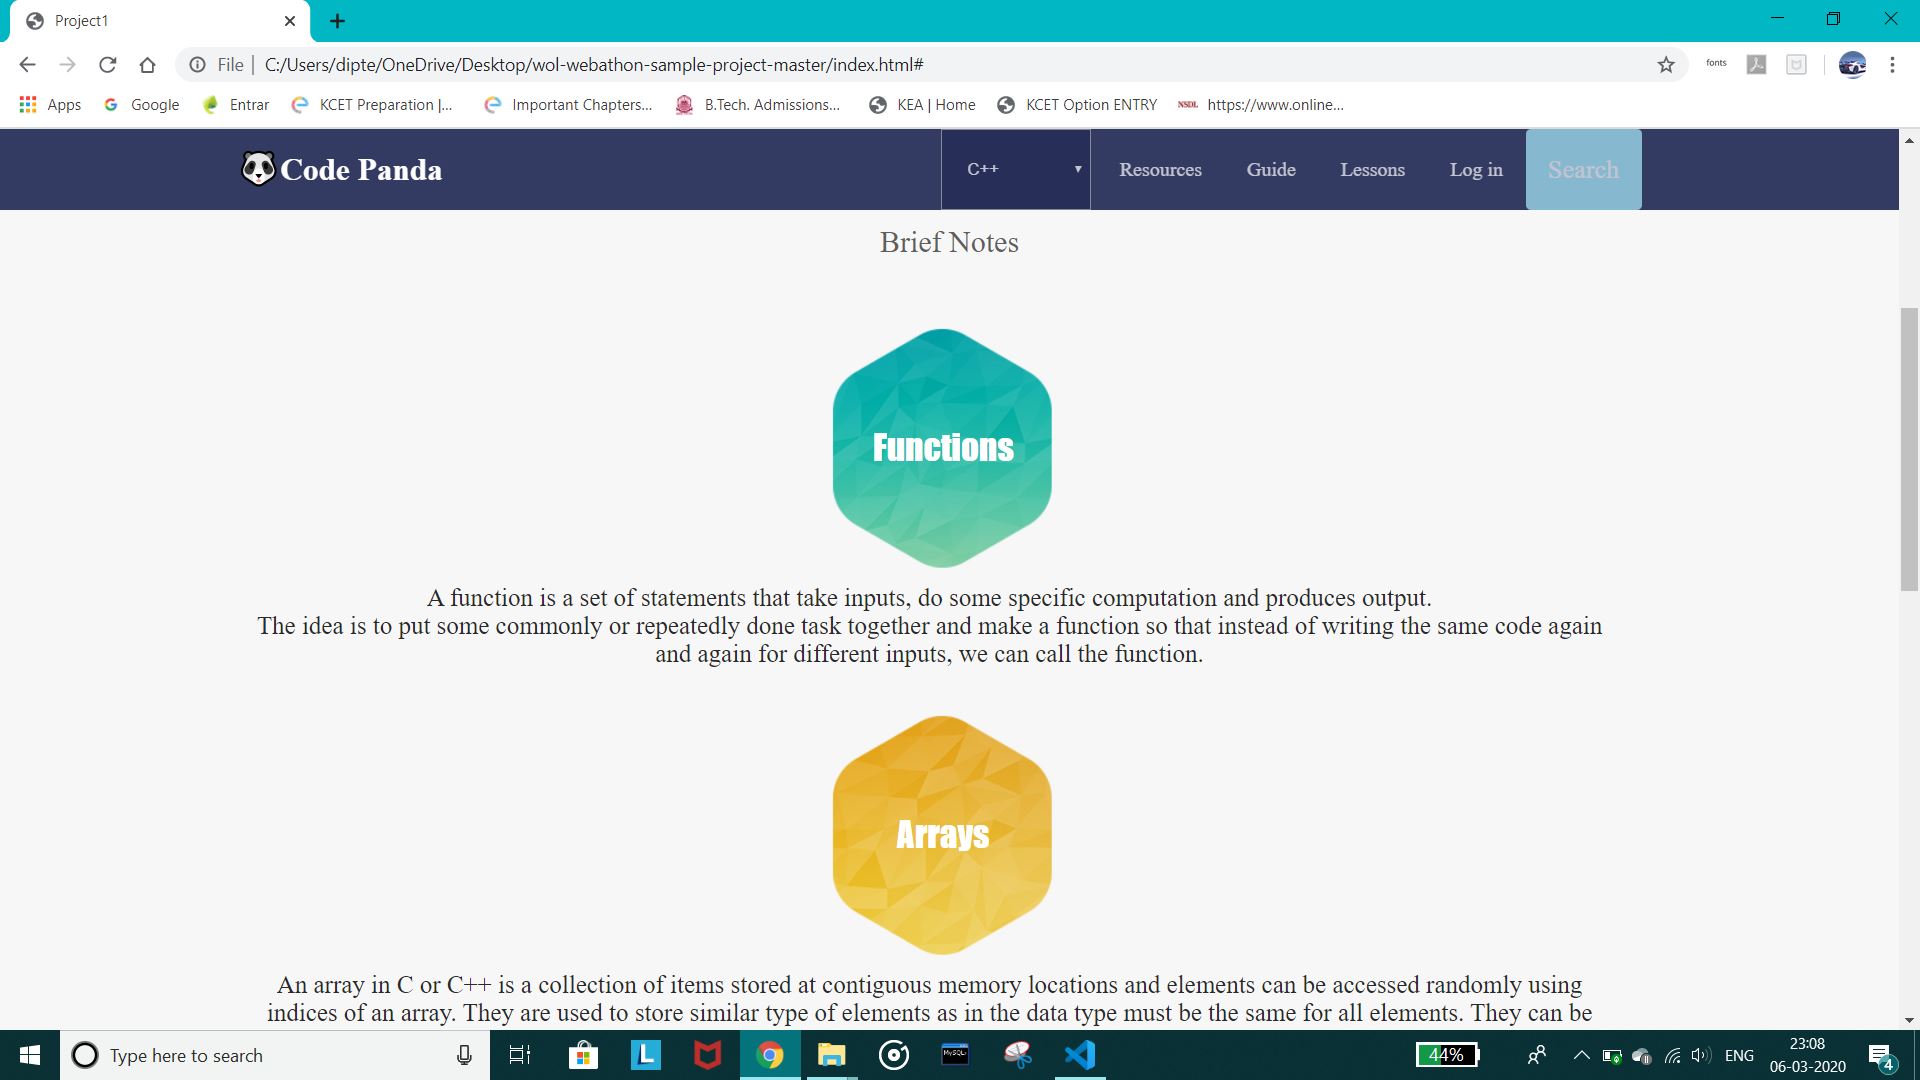 Project1
File | C:/Users/dipte/OneDrive/Desktop/wol-webathon-sample-project-master/index.html#
fonts
Apps Google Entrar KCET Preparation |... Important Chapters... B.Tech. Admissions... KEA | Home KCET Option ENTRY NSDL https://www.online...
Code Panda C++ Resources Guide Lessons Log in Search
Brief Notes
Functions
A function is a set of statements that take inputs, do some specific computation and produces output.
The idea is to put some commonly or repeatedly done task together and make a function so that instead of writing the same code again
and again for different inputs, we can call the function.
Arrays
An array in C or C++ is a collection of items stored at contiguous memory locations and elements can be accessed randomly using
indices of an array. They are used to store similar type of elements as in the data type must be the same for all elements. They can be
Type here to search
L
MySQL
44%
ENG
23:08
06-03-2020
4